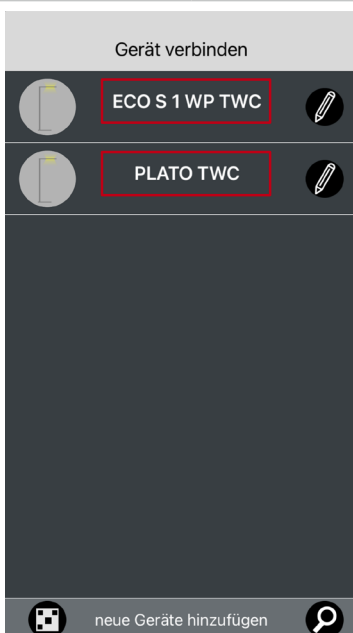 Gerät verbinden
ECO S 1 WP TWC
PLATO TWC
neue Geräte hinzufügen